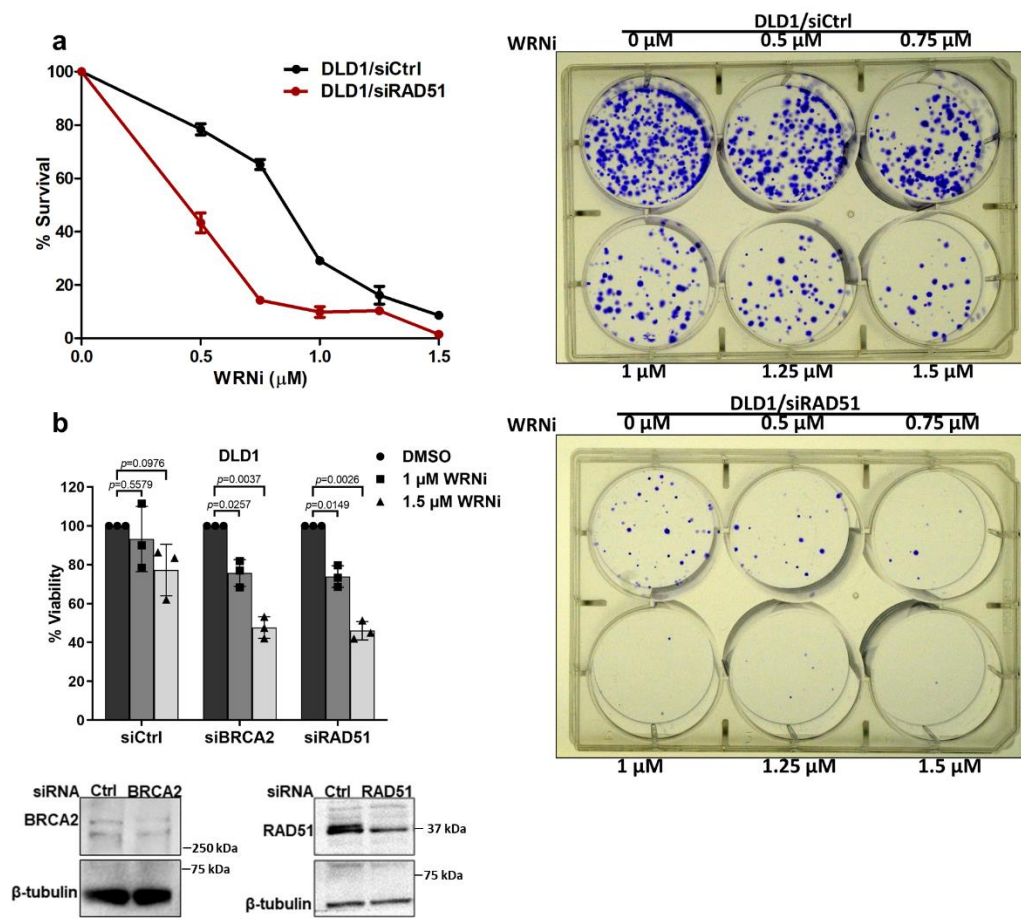 a
100
80
60
40
20
0
% Survival
0.0 0.5 1.0 1.5
WRNi (μM)
DLD1/siCtrl
DLD1/siRAD51
DLD1/siCtrl
WRNi 0 μM 0.5 μM 0.75 μM
1 μM 1.25 μM 1.5 μM
DLD1/siRAD51
WRNi 0 μM 0.5 μM 0.75 μM
1 μM 1.25 μM 1.5 μM
b
DLD1
DMSO
1 μM WRNi
1.5 μM WRNi
p=0.0976
p=0.5579
p=0.0037
p=0.0257
p=0.0026
p=0.0149
120
100
80
60
40
20
0
% Viability
siCtrl siBRCA2 siRAD51
siRNA Ctrl BRCA2
BRCA2
250 kDa
75 kDa
β-tubulin
siRNA Ctrl RAD51
RAD51
37 kDa
75 kDa
β-tubulin